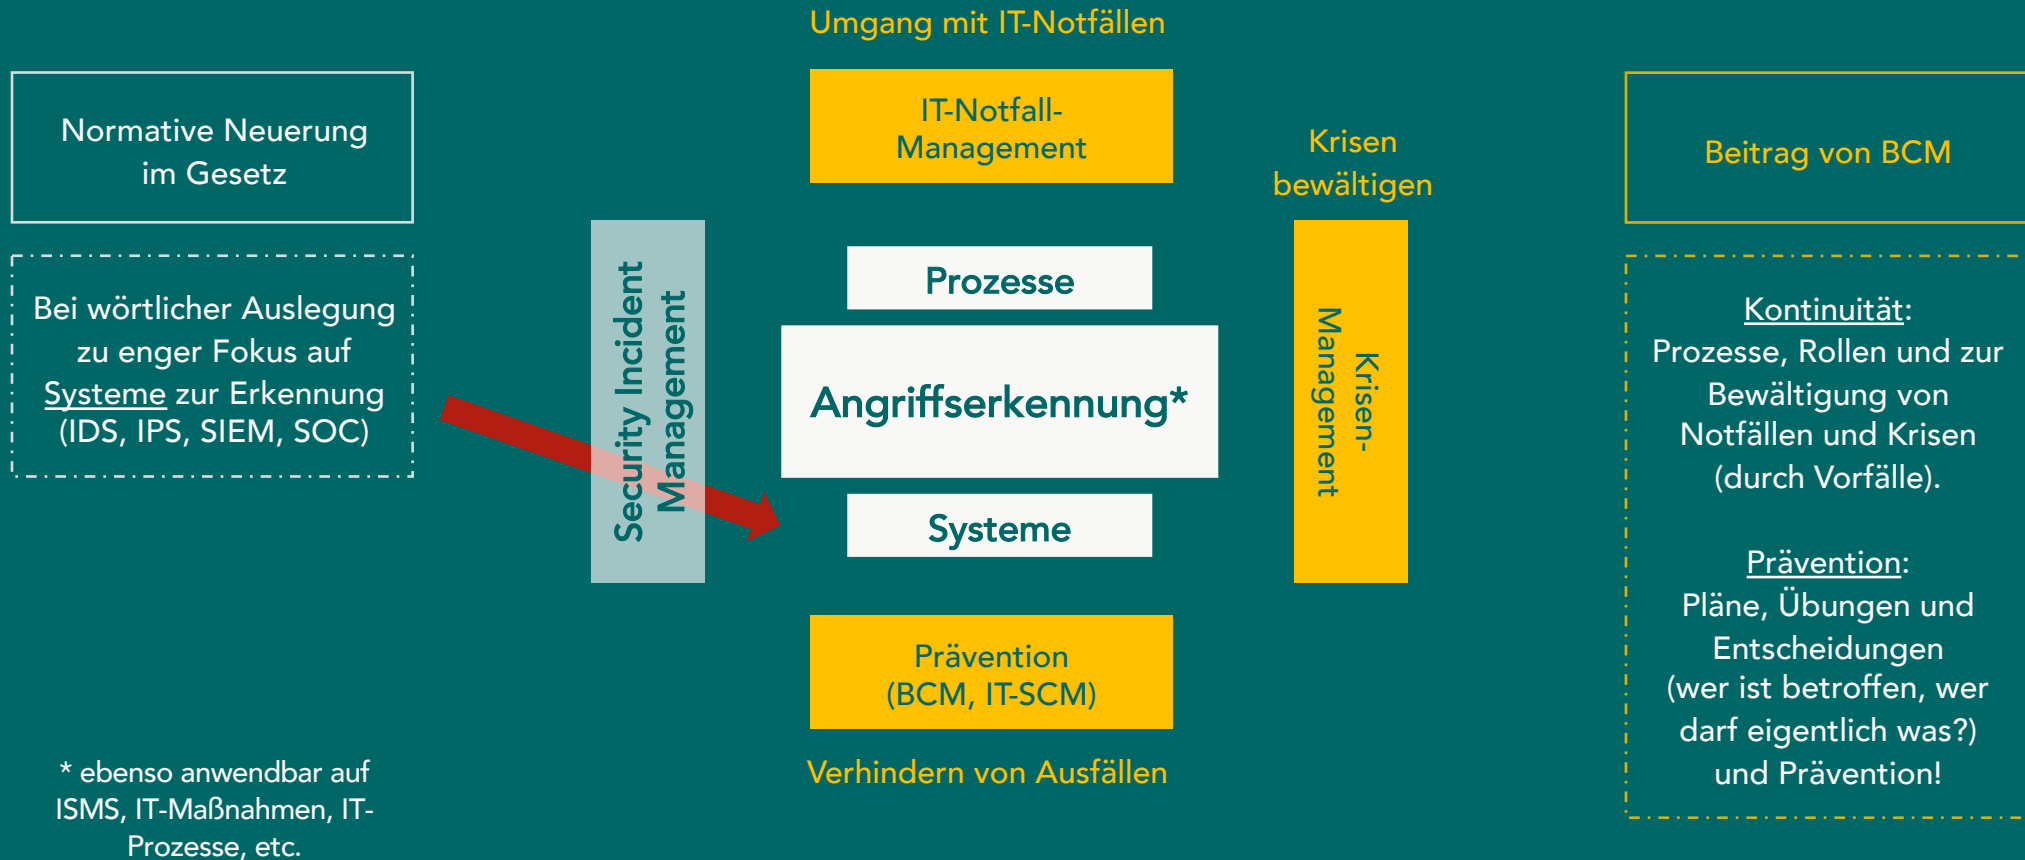 Umgang mit IT-Notfällen
Normative Neuerung
im Gesetz
Bei wörtlicher Auslegung
zu enger Fokus auf
Systeme zur Erkennung
(IDS, IPS, SIEM, SOC)
* ebenso anwendbar auf
ISMS, IT-Maßnahmen, IT-
Prozesse, etc.
Security Incident
Management
IT-Notfall-
Management
Prozesse
Angriffserkennung*
Systeme
Prävention
(BCM, IT-SCM)
Verhindern von Ausfällen
Krisen
bewältigen
Krisen-
Management
Beitrag von BCM
Kontinuität:
Prozesse, Rollen und zur
Bewältigung von
Notfällen und Krisen
(durch Vorfälle).
Prävention:
Pläne, Übungen und
Entscheidungen
(wer ist betroffen, wer
darf eigentlich was?)
und Prävention!